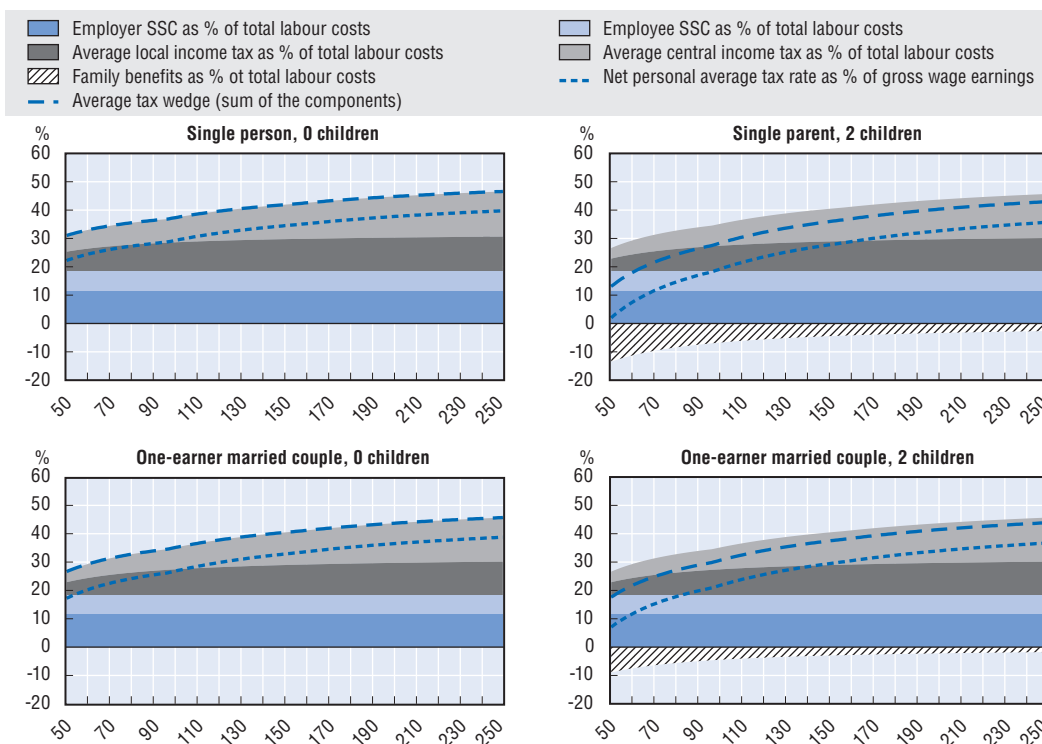 Employer SSC as % of total labour costs
Employee SSC as % of total labour costs
Average local income tax as % of total labour costs
Average central income tax as % of total labour costs
Family benefits as % ot total labour costs
Net personal average tax rate as % of gross wage earnings
Average tax wedge (sum of the components)
%
Single person, 0 children
60
50
40
30
20
10
0
-10
-20
50 70 90 110 130 150 170 190 210 230 250
%
Single parent, 2 children
60
50
40
30
20
10
0
-10
-20
50 70 90 110 130 150 170 190 210 230 250
%
One-earner married couple, 0 children
60
50
40
30
20
10
0
-10
-20
50 70 90 110 130 150 170 190 210 230 250
%
One-earner married couple, 2 children
60
50
40
30
20
10
0
-10
-20
50 70 90 110 130 150 170 190 210 230 250